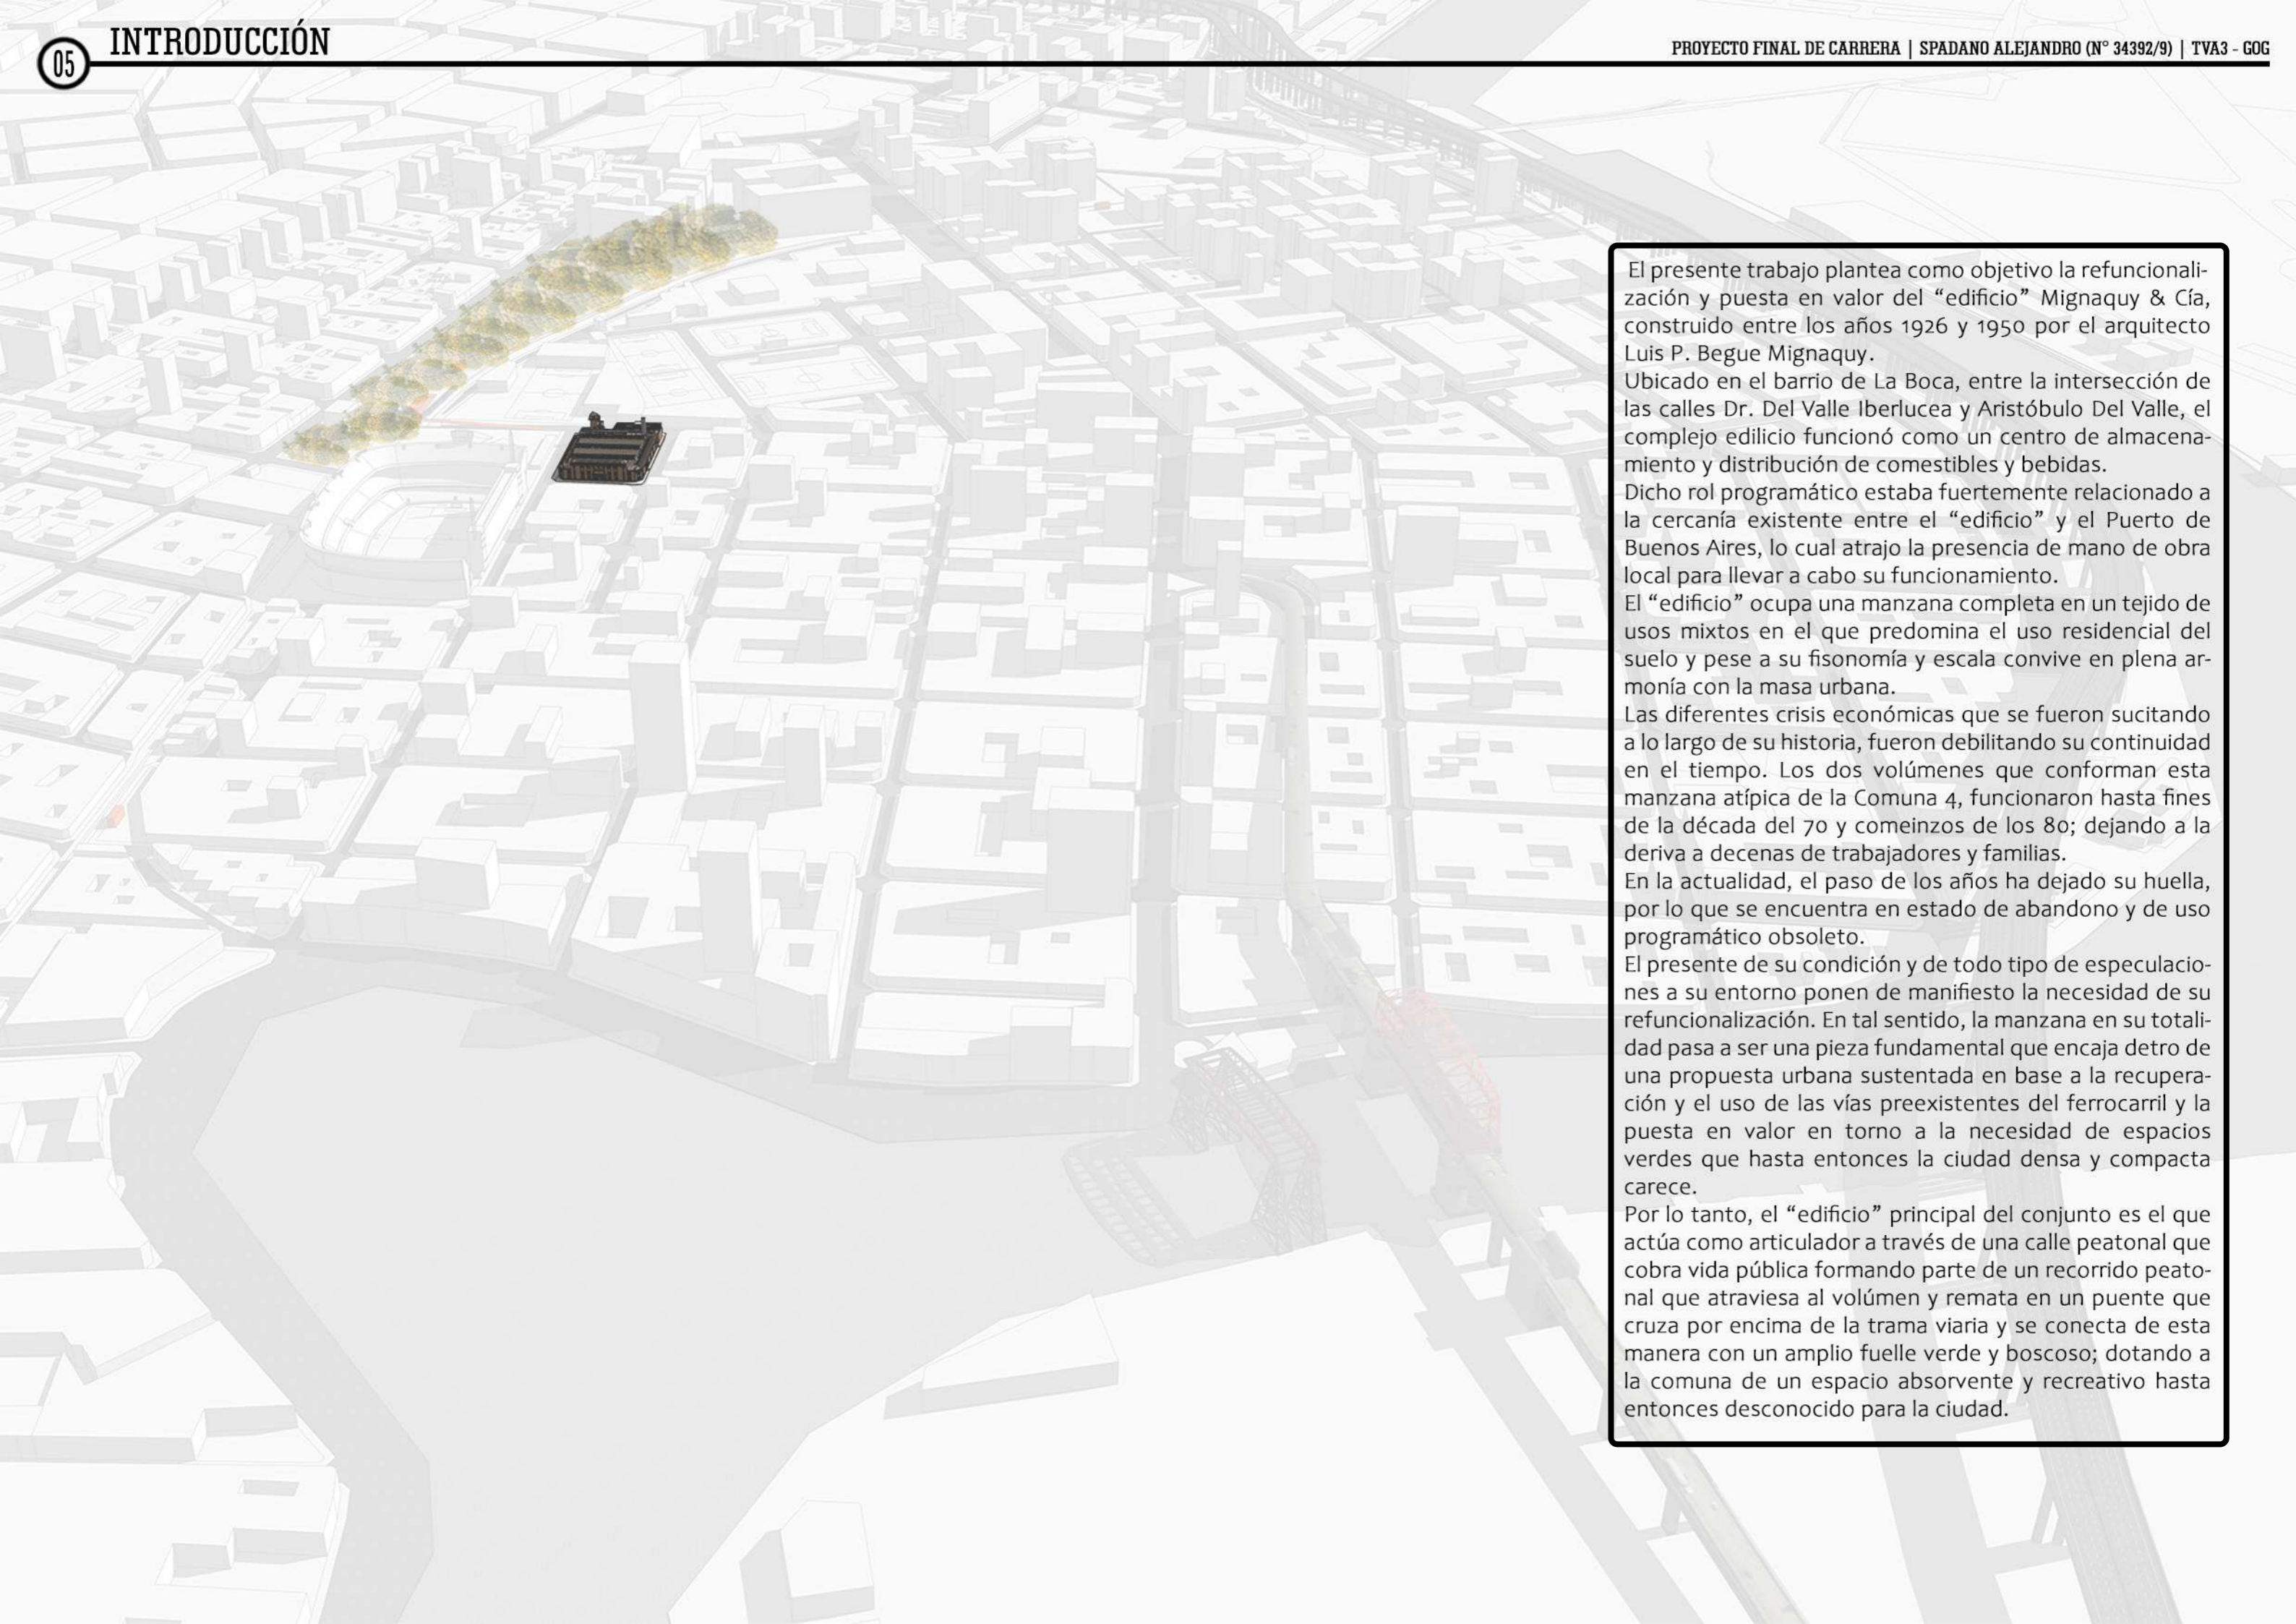 05
INTRODUCCIÓN
PROYECTO FINAL DE CARRERA | SPADANO ALEJANDRO (N° 34392/9) | TVA3 - GOG
El presente trabajo plantea como objetivo la refuncionali-
zación y puesta en valor del “edificio” Mignaquy & Cía,
construido entre los años 1926 y 1950 por el arquitecto
Luis P. Begue Mignaquy.
Ubicado en el barrio de La Boca, entre la intersección de
las calles Dr. Del Valle Iberlucea y Aristóbulo Del Valle, el
complejo edilicio funcionó como un centro de almacena-
miento y distribución de comestibles y bebidas.
Dicho rol programático estaba fuertemente relacionado a
la cercanía existente entre el “edificio” y el Puerto de
Buenos Aires, lo cual atrajo la presencia de mano de obra
local para llevar a cabo su funcionamiento.
El “edificio” ocupa una manzana completa en un tejido de
usos mixtos en el que predomina el uso residencial del
suelo y pese a su fisonomía y escala convive en plena ar-
monía con la masa urbana.
Las diferentes crisis económicas que se fueron sucitando
a lo largo de su historia, fueron debilitando su continuidad
en el tiempo. Los dos volúmenes que conforman esta
manzana atípica de la Comuna 4, funcionaron hasta fines
de la década del 70 y comeinzos de los 80; dejando a la
deriva a decenas de trabajadores y familias.
En la actualidad, el paso de los años ha dejado su huella,
por lo que se encuentra en estado de abandono y de uso
programático obsoleto.
El presente de su condición y de todo tipo de especulacio-
nes a su entorno ponen de manifiesto la necesidad de su
refuncionalización. En tal sentido, la manzana en su totali-
dad pasa a ser una pieza fundamental que encaja detro de
una propuesta urbana sustentada en base a la recupera-
ción y el uso de las vías preexistentes del ferrocarril y la
puesta en valor en torno a la necesidad de espacios
verdes que hasta entonces la ciudad densa y compacta
carece.
Por lo tanto, el “edificio” principal del conjunto es el que
actúa como articulador a través de una calle peatonal que
cobra vida pública formando parte de un recorrido peato-
nal que atraviesa al volúmen y remata en un puente que
cruza por encima de la trama viaria y se conecta de esta
manera con un amplio fuelle verde y boscoso; dotando a
la comuna de un espacio absorvente y recreativo hasta
entonces desconocido para la ciudad.